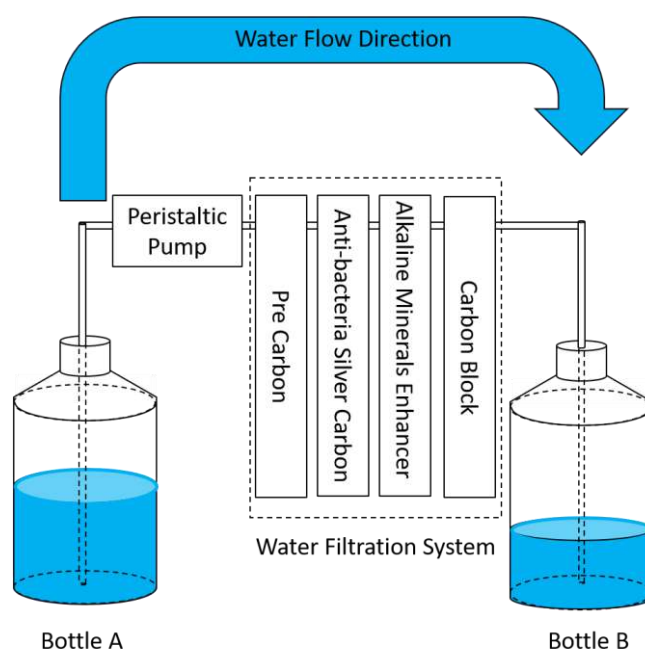 Water Flow Direction
Peristaltic
Pump
Pre Carbon
Anti-bacteria Silver Carbon
Alkaline Minerals Enhancer
Carbon Block
Water Filtration System
Bottle A
Bottle B